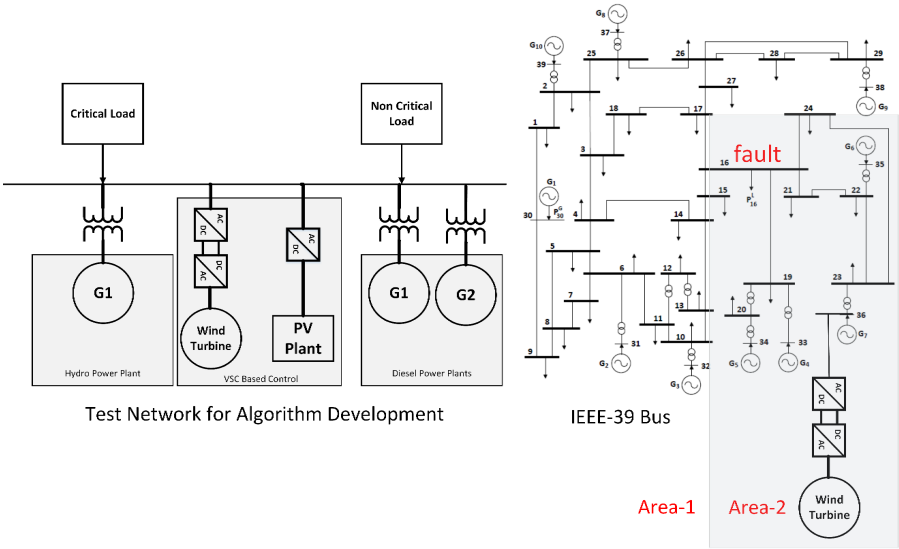 Critical Load
Non Critical
Load
AC
DC
DC
AC
AC
DC
G1
Wind
Turbine
PV
Plant
G1
G2
Hydro Power Plant
VSC Based Control
Diesel Power Plants
Test Network for Algorithm Development
G8
37
G10
39
25
26
28
29
2
38
G9
27
1
18
17
24
fault
G6
3
16
35
G1
15
P16L
21
22
30
P30G
4
14
5
6
12
19
23
7
13
20
36
8
11
G7
31
10
34
33
9
G2
32
G5
G4
G3
IEEE-39 Bus
AC
DC
DC
AC
Area-1
Area-2
Wind
Turbine